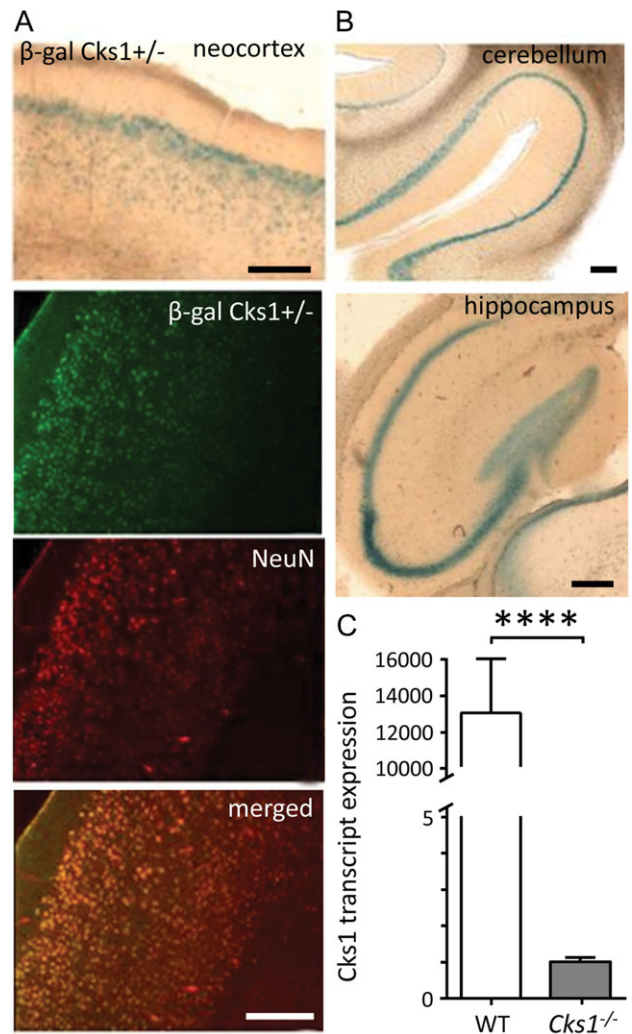 A
β-gal Cks1+/- neocortex
β-gal Cks1+/-
NeuN
merged
B
cerebellum
hippocampus
C
****
16000
14000
12000
10000
5
0
Cks1 transcript expression
WT
Cks1-/-